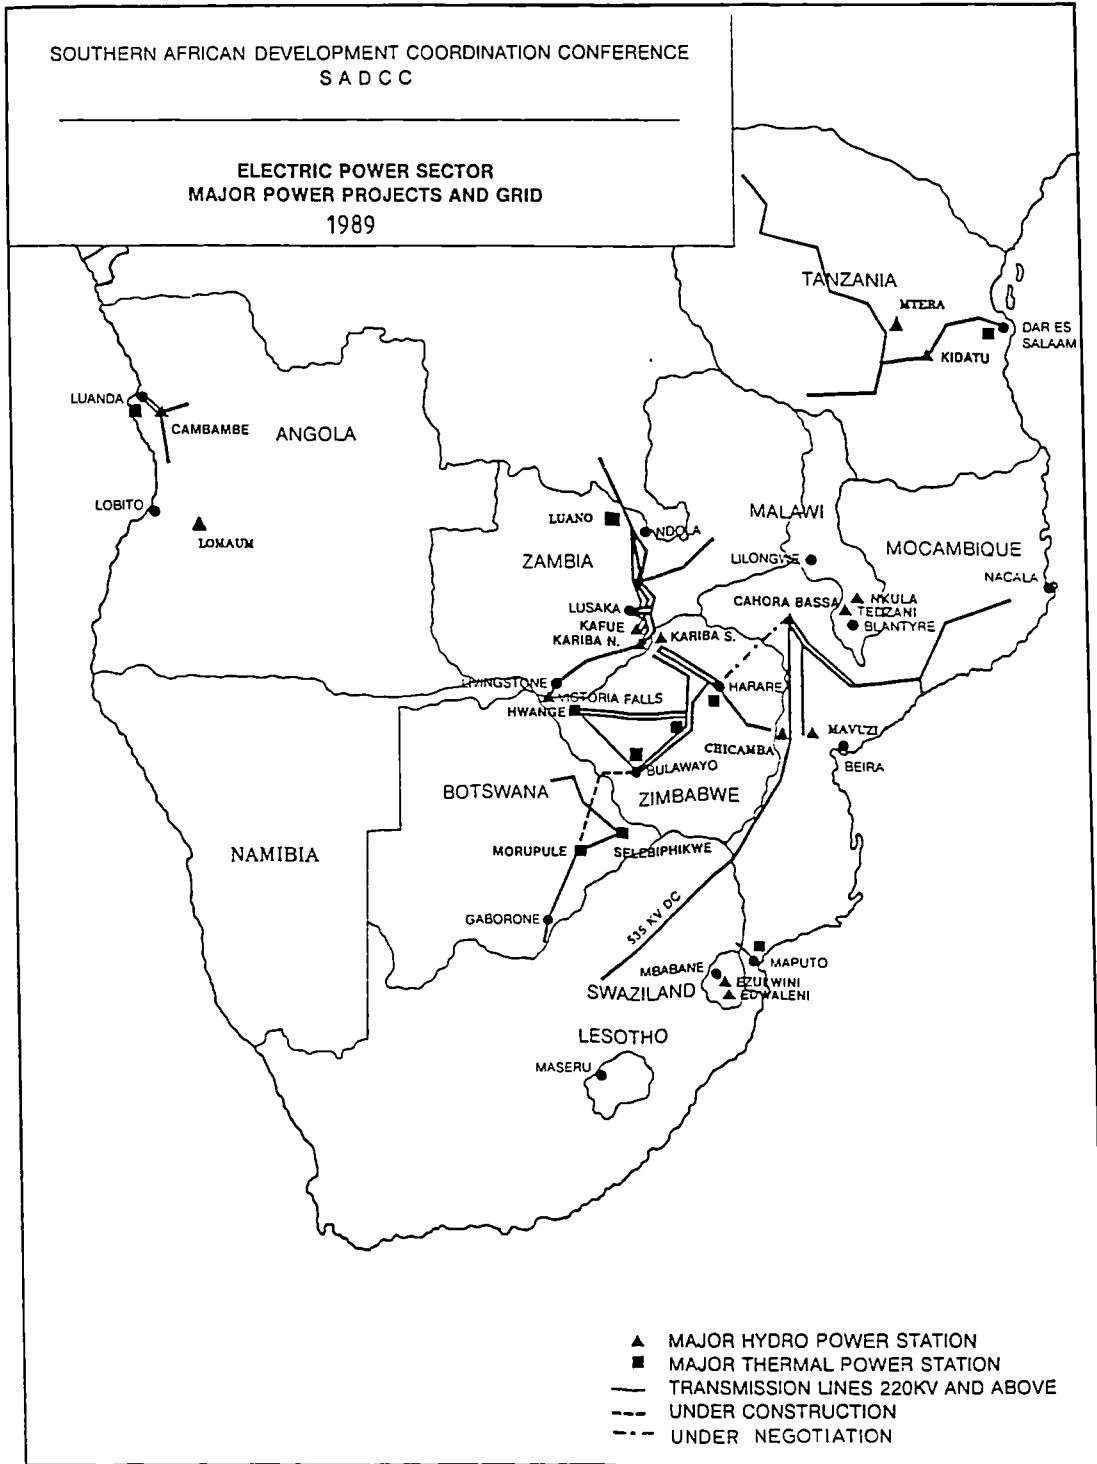 SOUTHERN AFRICAN DEVELOPMENT COORDINATION CONFERENCE
S A D C C
ELECTRIC POWER SECTOR
MAJOR POWER PROJECTS AND GRID
1989
TANZANIA
MTERA
DAR ES
SALAAM
KIDATU
LUANDA
CAMBAMBE
ANGOLA
LOBITO
LOMAUM
LUANO
NDOLA
MALAWI
ZAMBIA
LILONGWE
MOCAMBIQUE
NACALA
LUSAKA
CAHORA BASSA
NKULA
TEDZANI
KAFUE
BLANTYRE
KARIBA N.
KARIBA S.
LIVINGSTONE
HARARE
VICTORIA FALLS
HWANGE
CHICAMBA
MAVUZI
BEIRA
BULAWAYO
BOTSWANA
ZIMBABWE
NAMIBIA
MORUPULE
SELEBIPHIKWE
GABORONE
535 KV DC
MBABANE
MAPUTO
EZULWINI
SWAZILAND
EDWALENI
LESOTHO
MASERU
MAJOR HYDRO POWER STATION
MAJOR THERMAL POWER STATION
TRANSMISSION LINES 220KV AND ABOVE
UNDER CONSTRUCTION
UNDER NEGOTIATION